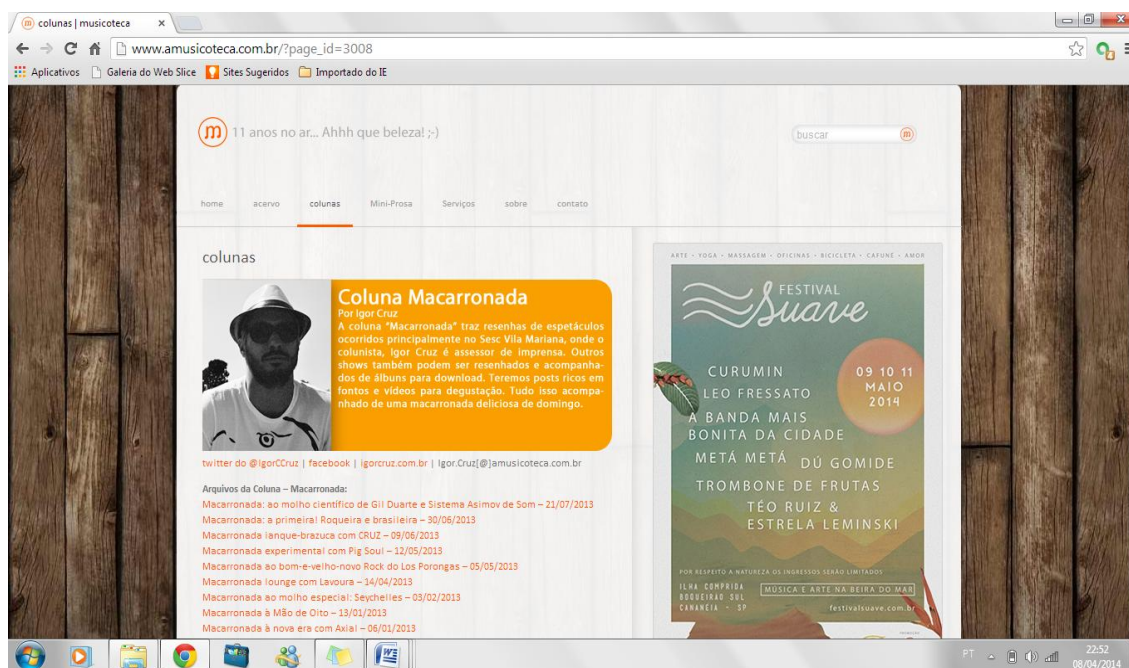 colunas | musicoteca
www.amusicoteca.com.br/?page_id=3008
Aplicativos Galeria do Web Slice Sites Sugeridos Importado do IE
m 11 anos no ar... Ahhh que beleza! ;-)
buscar
home acervo colunas Mini-Prosa Serviços sobre contato
colunas
Coluna Macarronada
Por Igor Cruz
A coluna "Macarronada" traz resenhas de espetáculos
ocorridos principalmente no Sesc Vila Mariana, onde o
colunista, Igor Cruz é assessor de imprensa. Outros
shows também podem ser resenhados e acompanha-
dos de álbuns para download. Teremos posts ricos em
fontes e vídeos para degustação. Tudo isso acompa-
nhado de uma macarronada deliciosa de domingo.
twitter do @IgorCCruz | facebook | igorcruz.com.br | Igor.Cruz[@]amusicoteca.com.br
Arquivos da Coluna – Macarronada:
Macarronada: ao molho científico de Gil Duarte e Sistema Asimov de Som – 21/07/2013
Macarronada: a primeira! Roqueira e brasileira – 30/06/2013
Macarronada ianque-brazuca com CRUZ – 09/06/2013
Macarronada experimental com Pig Soul – 12/05/2013
Macarronada ao bom-e-velho-novo Rock do Los Porongas – 05/05/2013
Macarronada lounge com Lavoura – 14/04/2013
Macarronada ao molho especial: Seychelles – 03/02/2013
Macarronada à Mão de Oito – 13/01/2013
Macarronada à nova era com Axial – 06/01/2013
ARTE - YOGA - MASSAGEM - OFICINAS - BICICLETA - CAFUNÉ - AMOR
FESTIVAL
Suave
09 10 11
MAIO
2014
CURUMIN
LEO FRESSATO
A BANDA MAIS
BONITA DA CIDADE
METÁ METÁ DÚ GOMIDE
TROMBONE DE FRUTAS
TÉO RUIZ &
ESTRELA LEMINSKI
POR RESPEITO A NATUREZA OS INGRESSOS SERÃO LIMITADOS
ILHA COMPRIDA
BOQUEIRÃO SUL
CANANÉIA - SP
MÚSICA E ARTE NA BEIRA DO MAR
festivalsuave.com.br
PT 22:52
08/04/2014